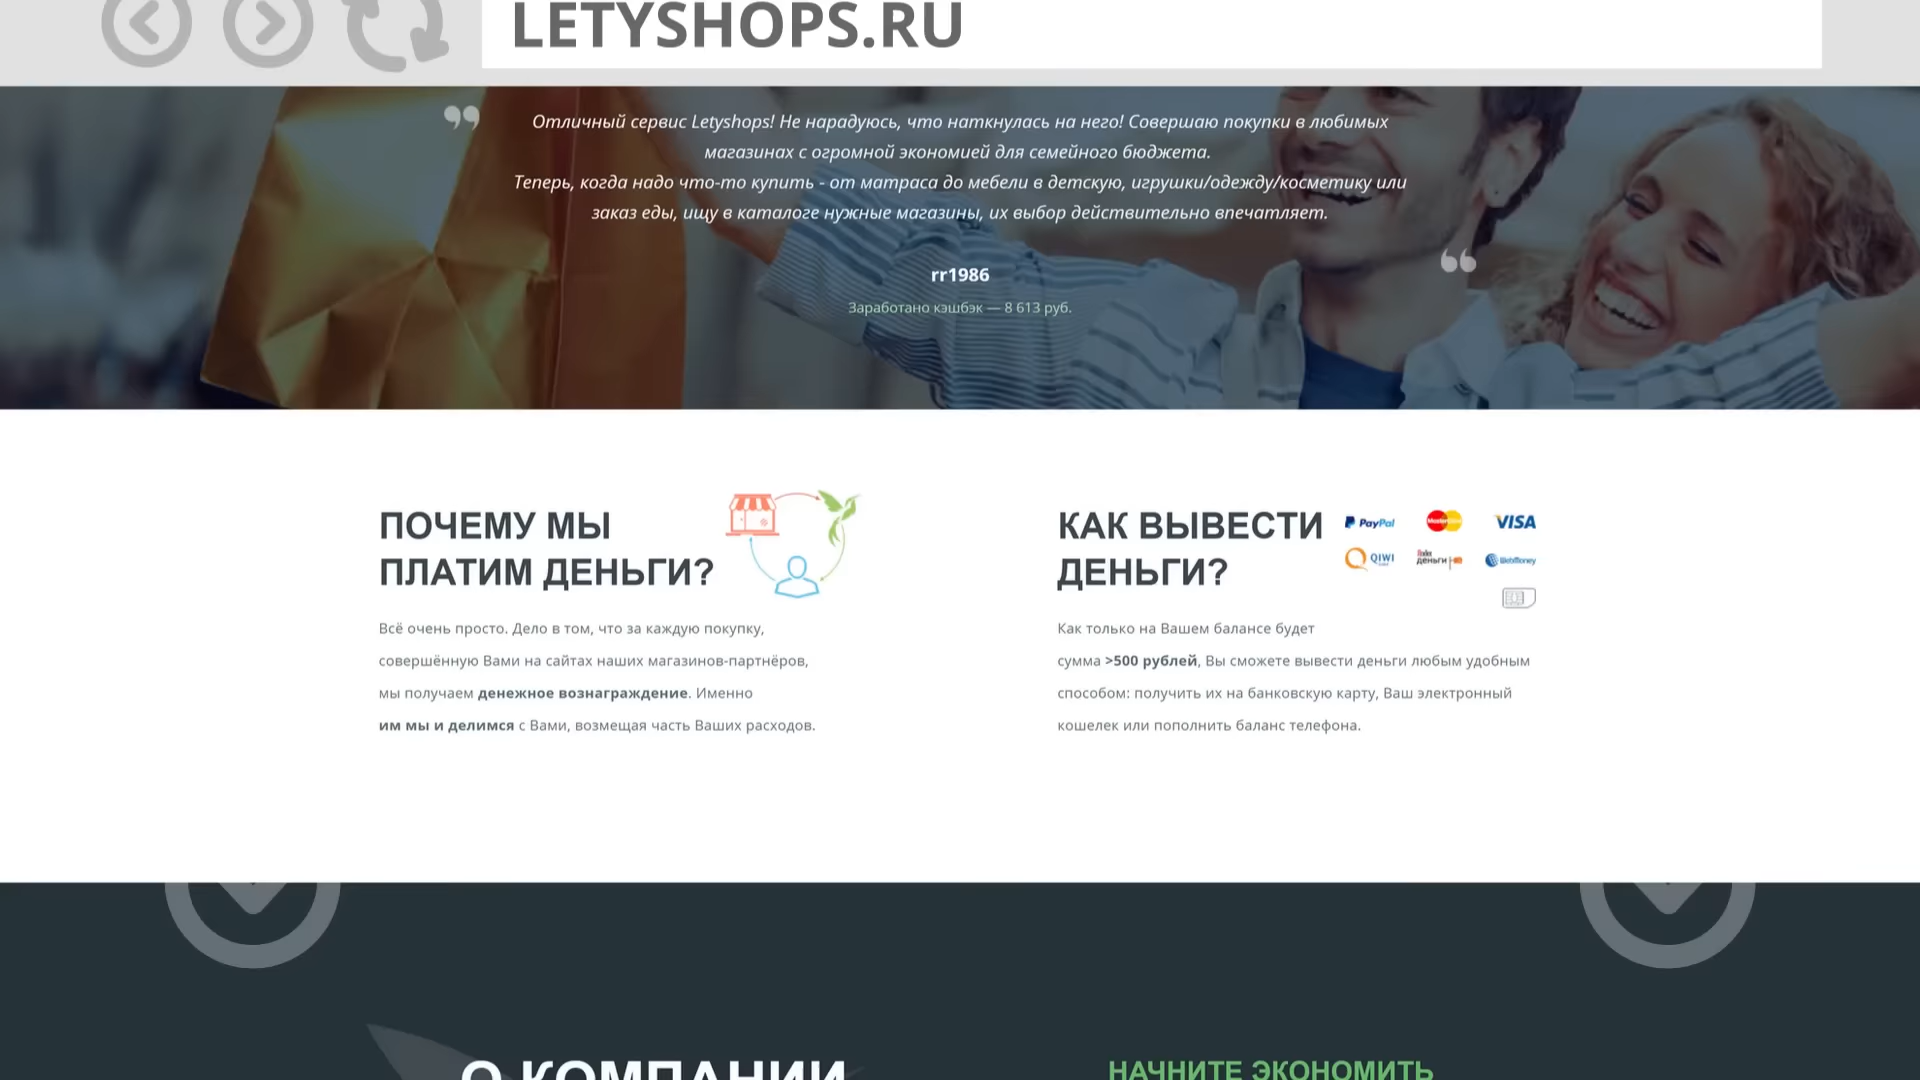 LETYSHOPS.RU
Отличный сервис Letyshops! Не нарадуюсь, что наткнулась на него! Совершаю покупки в любимых
магазинах с огромной экономией для семейного бюджета.
Теперь, когда надо что-то купить - от матраса до мебели в детскую, игрушки/одежду/косметику или
заказ еды, ищу в каталоге нужные магазины, их выбор действительно впечатляет.
rr1986
Заработано кэшбэк — 8 613 руб.
ПОЧЕМУ МЫ
ПЛАТИМ ДЕНЬГИ?
Всё очень просто. Дело в том, что за каждую покупку,
совершённую Вами на сайтах наших магазинов-партнёров,
мы получаем денежное вознаграждение. Именно
им мы и делимся с Вами, возмещая часть Ваших расходов.
КАК ВЫВЕСТИ
ДЕНЬГИ?
PayPal MasterCard VISA
QIWI Яndex деньги WebMoney
Как только на Вашем балансе будет
сумма >500 рублей, Вы сможете вывести деньги любым удобным
способом: получить их на банковскую карту, Ваш электронный
кошелек или пополнить баланс телефона.
О КОМПАНИИ
НАЧНИТЕ ЭКОНОМИТЬ